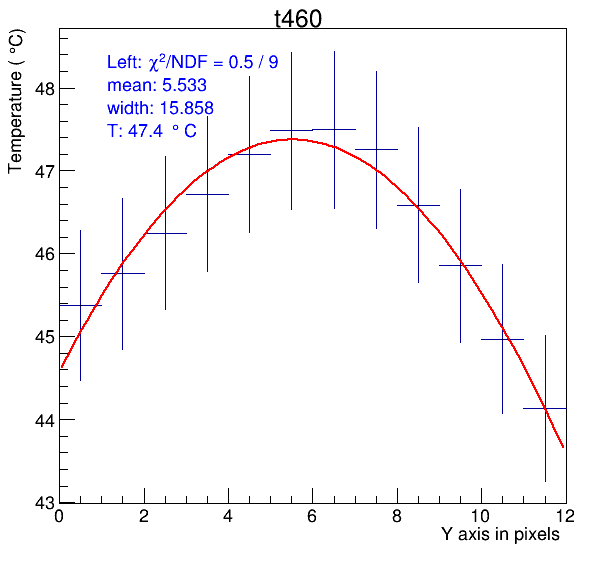 t460
Temperature ( °C)
Left: χ²/NDF = 0.5 / 9
mean: 5.533
width: 15.858
T: 47.4 ° C
48
47
46
45
44
43
0 2 4 6 8 10 12
Y axis in pixels